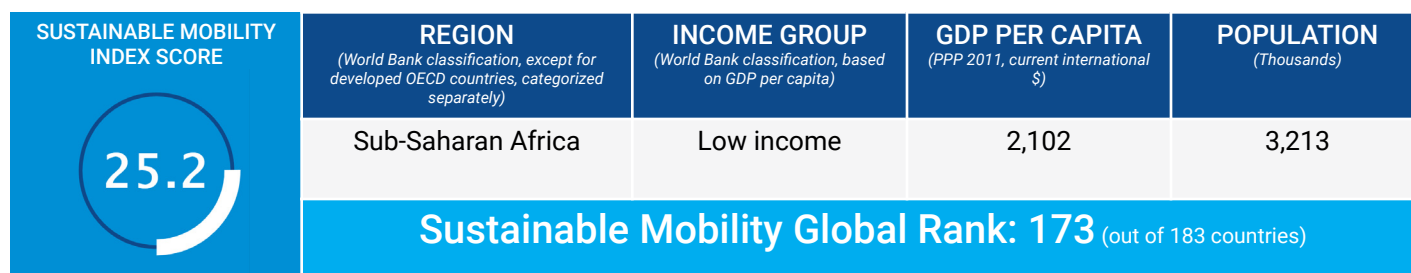 SUSTAINABLE MOBILITY
INDEX SCORE
25.2
REGION
(World Bank classification, except for
developed OECD countries, categorized
separately)
INCOME GROUP
(World Bank classification, based
on GDP per capita)
GDP PER CAPITA
(PPP 2011, current international
$)
POPULATION
(Thousands)
Sub-Saharan Africa
Low income
2,102
3,213
Sustainable Mobility Global Rank: 173 (out of 183 countries)